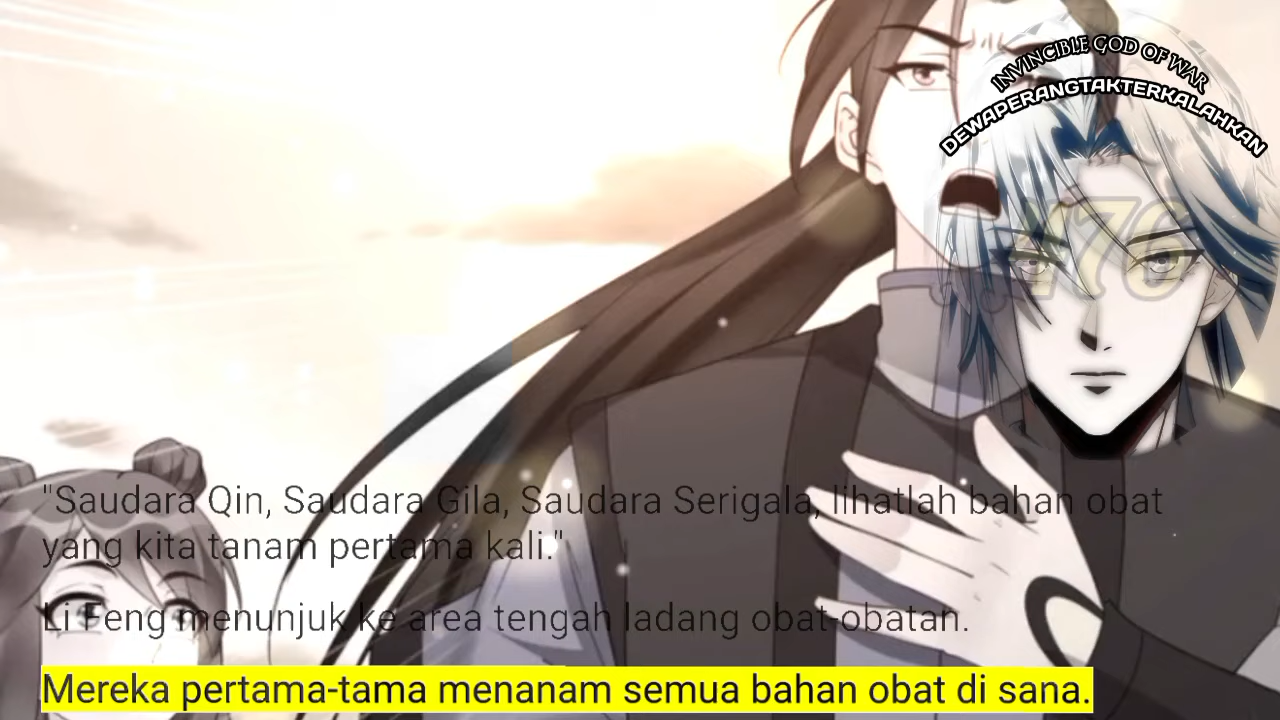 INVINCIBLE GOD OF WAR
DEWAPERANGTAKTERKALAHKAN
476
"Saudara Qin, Saudara Gila, Saudara Serigala, lihatlah bahan obat
yang kita tanam pertama kali."
Li Feng menunjuk ke area tengah ladang obat-obatan.
Mereka pertama-tama menanam semua bahan obat di sana.